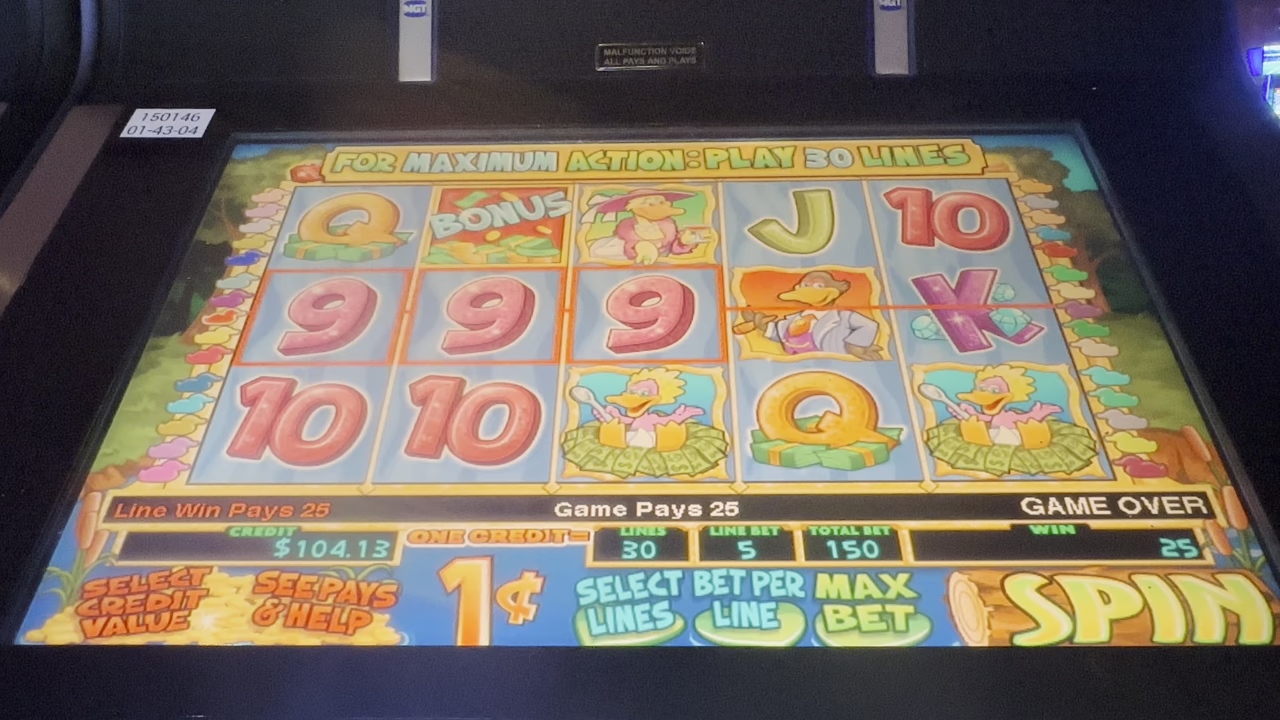 IGT
IGT
MALFUNCTION VOIDS
ALL PAYS AND PLAYS
150146
01-43-04
FOR MAXIMUM ACTION: PLAY 30 LINES
Q BONUS J 10
9 9 9 K
10 10 Q
Line Win Pays 25 Game Pays 25 GAME OVER
CREDIT ONE CREDIT= LINES LINE BET TOTAL BET WIN
$104.13 1¢ 30 5 150 25
SELECT CREDIT VALUE
SEE PAYS & HELP
SELECT LINES
BET PER LINE
MAX BET
SPIN